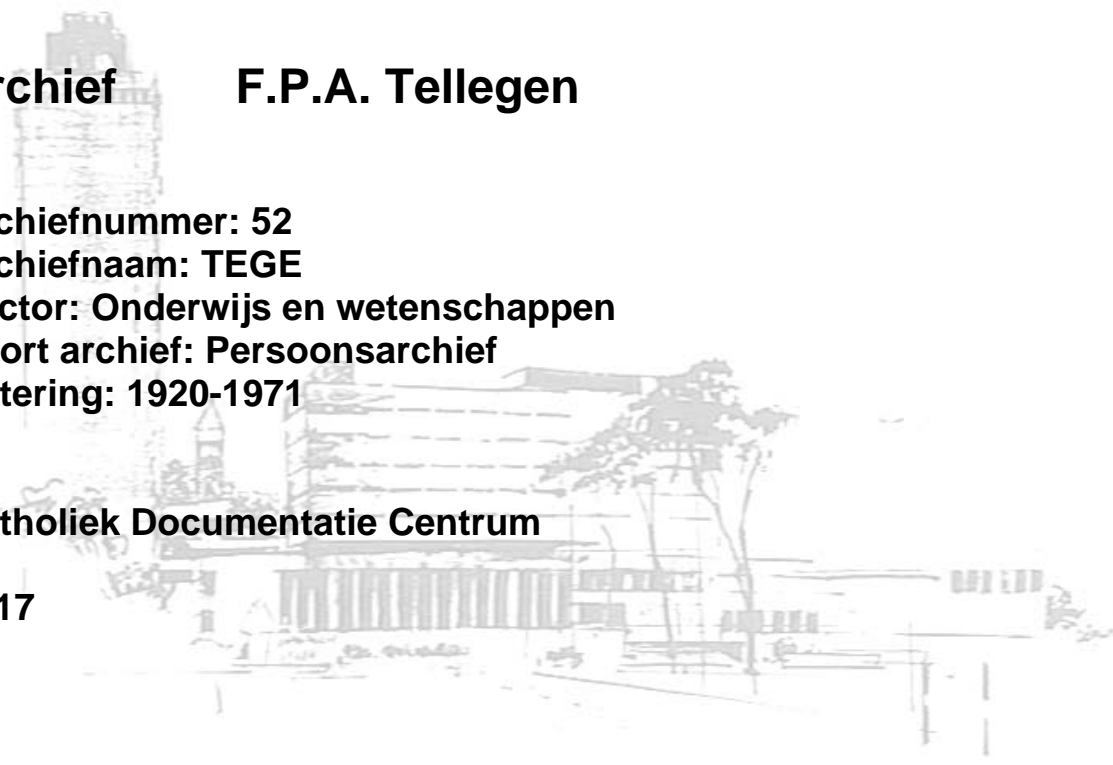 rchief F.P.A. Tellegen
chiefnummer: 52
chiefnaam: TEGE
ctor: Onderwijs en wetenschappen
ort archief: Persoonsarchief
tering: 1920-1971
tholiek Documentatie Centrum
17